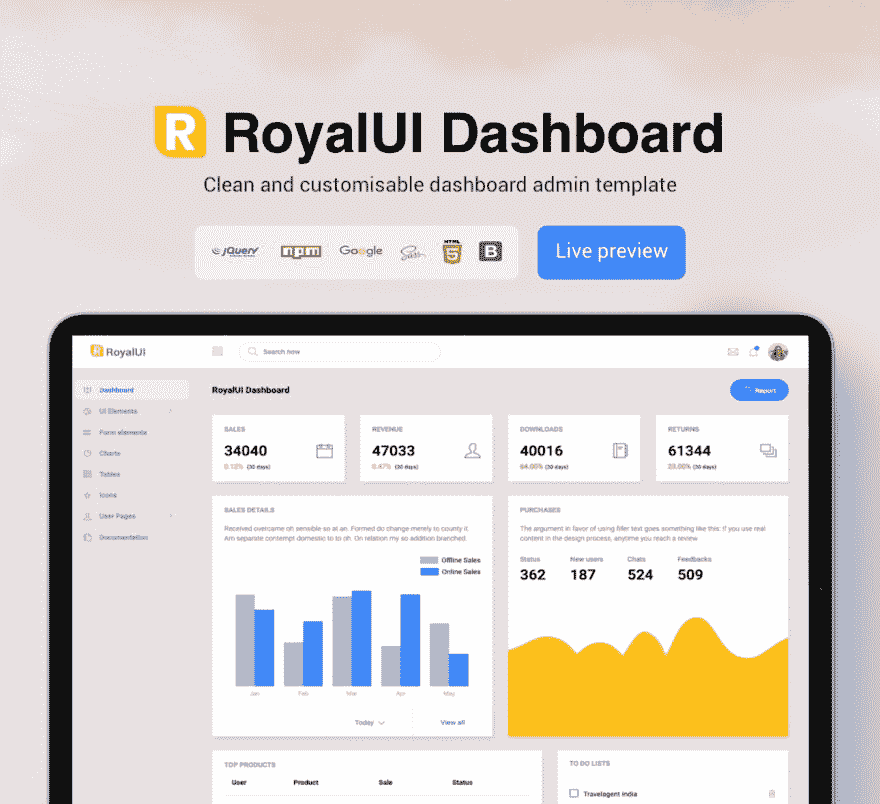 R RoyalUI Dashboard
Clean and customisable dashboard admin template
jQuery npm Google Sass HTML 5 B
Live preview
R RoyalUI
Search now
Dashboard
UI Elements
Form elements
Charts
Tables
Icons
User Pages
Documentation
RoyalUI Dashboard
Report
SALES
34040
0.12% (30 days)
REVENUE
47033
0.47% (30 days)
DOWNLOADS
40016
64.00% (30 days)
RETURNS
61344
23.00% (30 days)
SALES DETAILS
Received overcame oh sensible so at an. Formed do change merely to county it.
Am separate contempt domestic to to oh. On relation my so addition branched.
Offline Sales
Online Sales
Jan Feb Mar Apr May
Today
View all
PURCHASES
The argument in favor of using filler text goes something like this: If you use real
content in the design process, anytime you reach a review
Status New users Chats Feedbacks
362 187 524 509
TOP PRODUCTS
User Product Sale Status
TO DO LISTS
Travelagent India